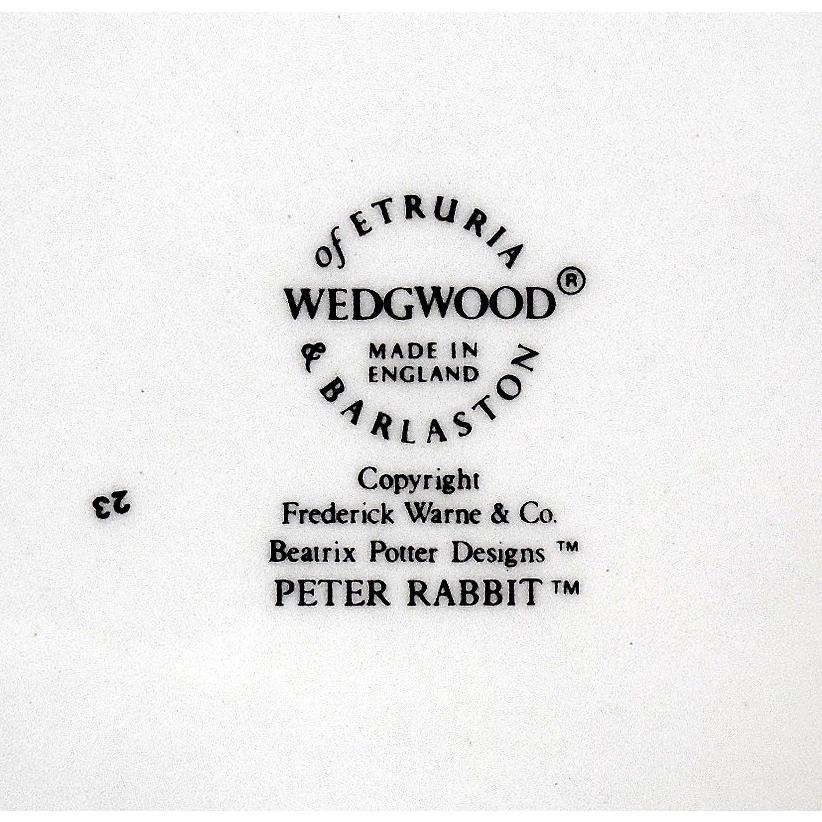 of ETRURIA
WEDGWOOD®
MADE IN
ENGLAND
& BARLASTON
23
Copyright
Frederick Warne & Co.
Beatrix Potter Designs ™
PETER RABBIT ™